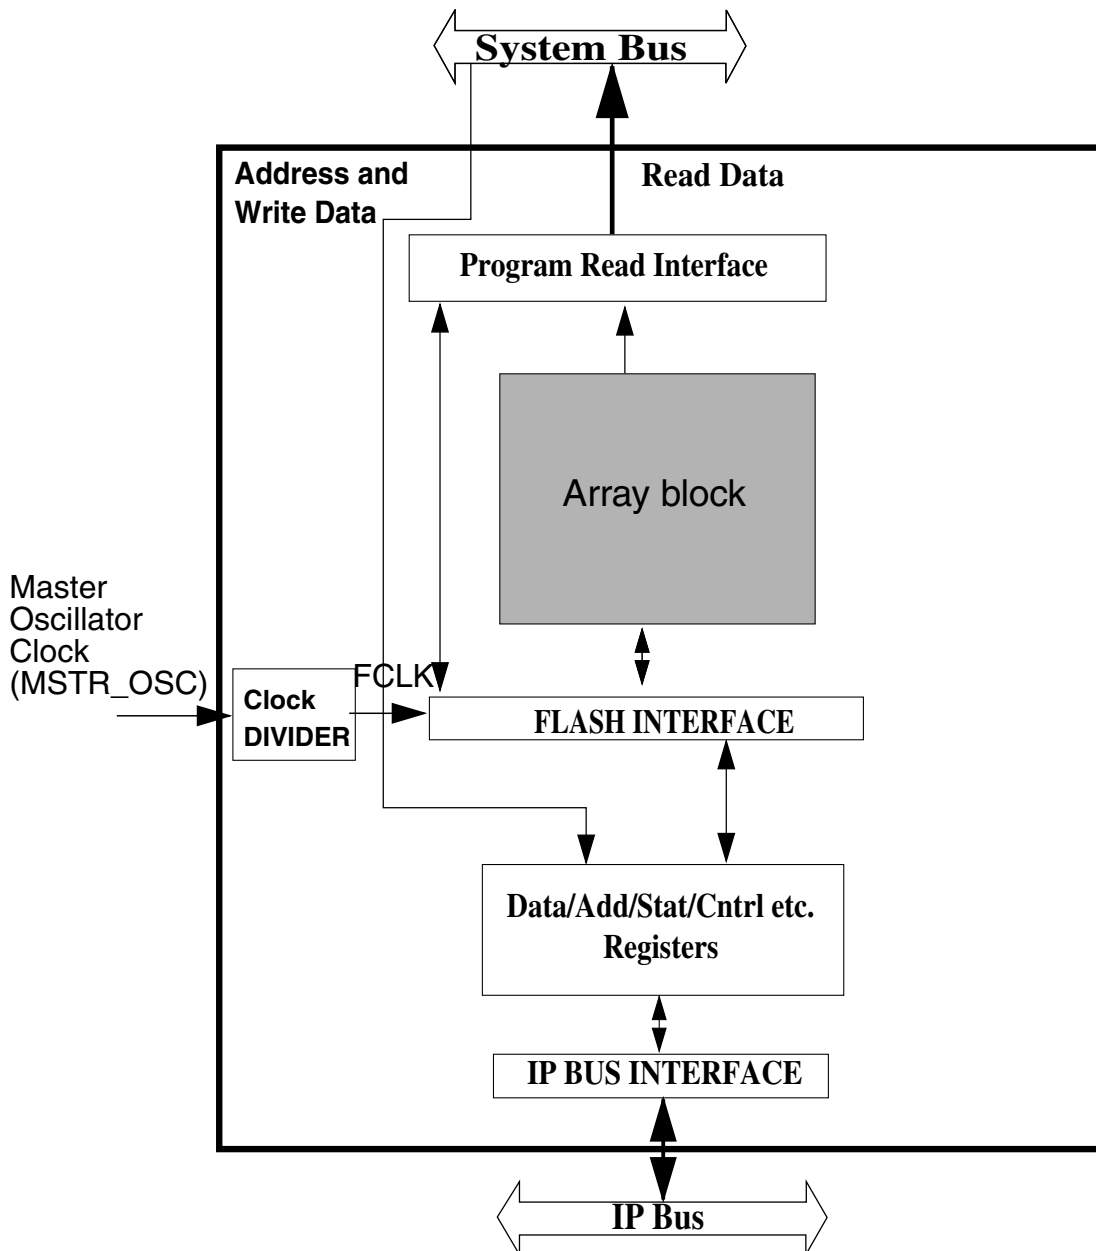 System Bus
Address and
Write Data
Read Data
Program Read Interface
Array block
Master
Oscillator
Clock
(MSTR_OSC)
FCLK
Clock
DIVIDER
FLASH INTERFACE
Data/Add/Stat/Cntrl etc.
Registers
IP BUS INTERFACE
IP Bus